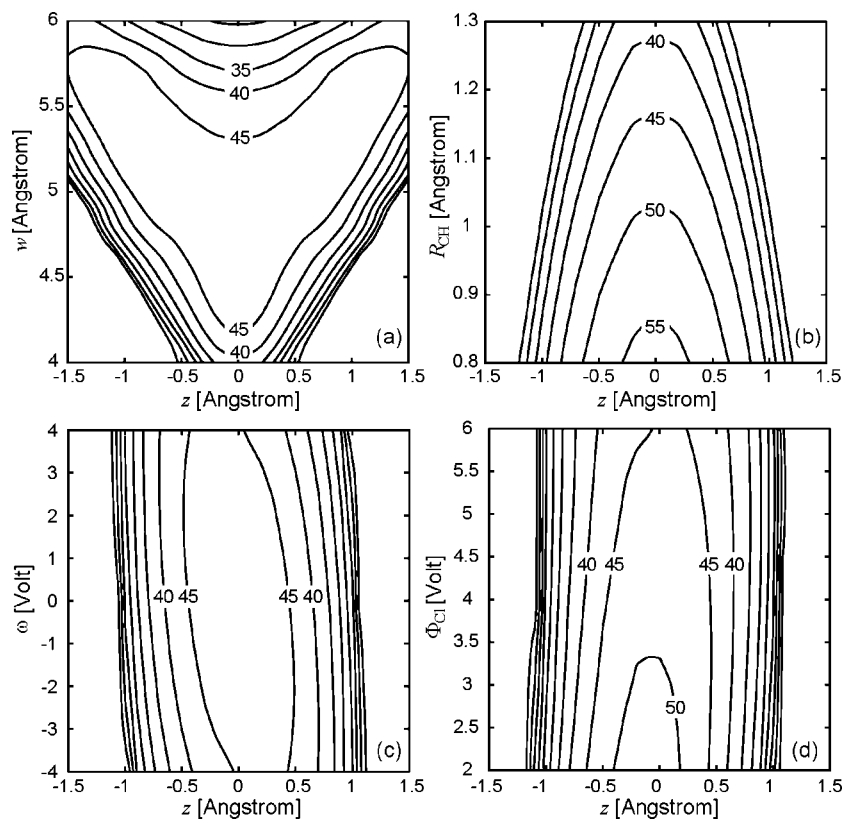 6
5.5
5
4.5
4
w [Angstrom]
35
40
45
45
40
(a)
-1.5 -1 -0.5 0 0.5 1 1.5
z [Angstrom]
1.3
1.2
1.1
1
0.9
0.8
R_CH [Angstrom]
40
45
50
55
(b)
-1.5 -1 -0.5 0 0.5 1 1.5
z [Angstrom]
4
3
2
1
0
-1
-2
-3
-4
ω [Volt]
40 45 45 40
(c)
-1.5 -1 -0.5 0 0.5 1 1.5
z [Angstrom]
6
5.5
5
4.5
4
3.5
3
2.5
2
Φ_Cl [Volt]
40 45 45 40
50
(d)
-1.5 -1 -0.5 0 0.5 1 1.5
z [Angstrom]